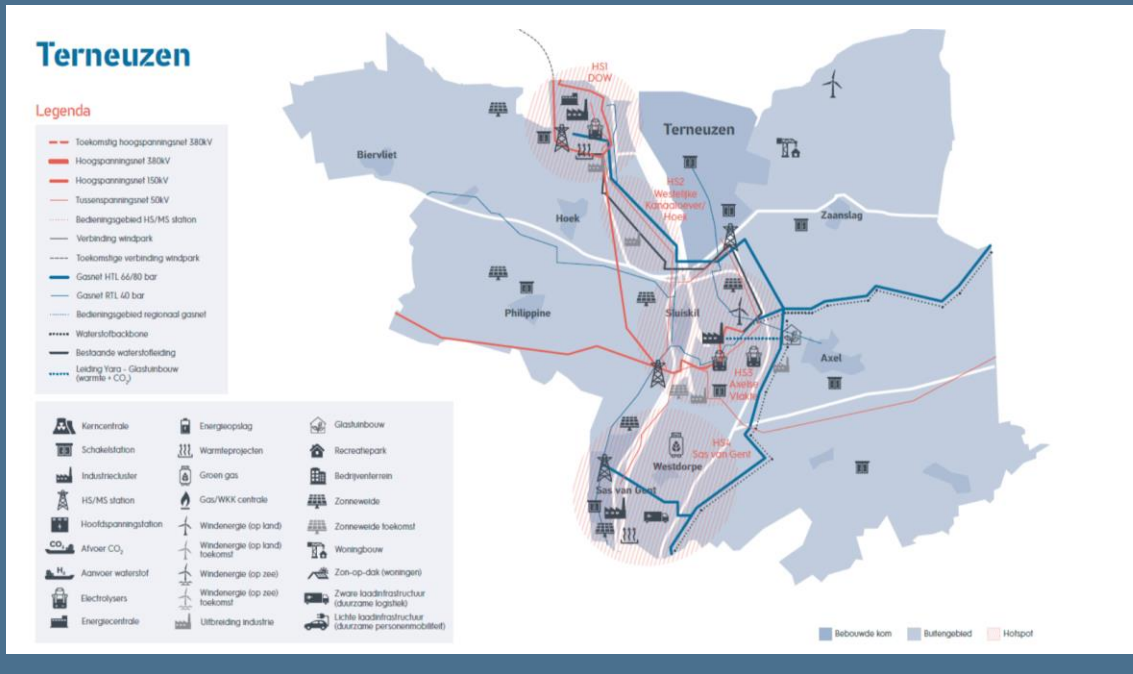 Terneuzen
Legenda
Toekomstig hoogspanningsnet 380kV
Hoogspanningsnet 380kV
Hoogspanningsnet 150kV
Tussenspanningsnet 50kV
Bedieningsgebied HS/MS station
Verbinding windpark
Toekomstige verbinding windpark
Gasnet HTL 66/80 bar
Gasnet RTL 40 bar
Bedieningsgebied regionaal gasnet
Waterstofbackbone
Bestaande waterstofleiding
Leiding Yara – Glastuinbouw
(warmte + CO₂)
Kerncentrale
Schakelstation
Industriecluster
HS/MS station
Hoofdspanningstation
CO₂
Afvoer CO₂
H₂
Aanvoer waterstof
Electrolysers
Energiecentrale
Energieopslag
Warmteprojecten
Groen gas
Gas/WKK centrale
Windenergie (op land)
Windenergie (op land)
toekomst
Windenergie (op zee)
Windenergie (op zee)
toekomst
Uitbreiding industrie
Glastuinbouw
Recreatiepark
Bedrijventerrein
Zonneweide
Zonneweide toekomst
Woningbouw
Zon-op-dak (woningen)
Zware laadinfrastructuur
(duurzame logistiek)
Lichte laadinfrastructuur
(duurzame personenmobiliteit)
HS1
DOW
Terneuzen
Biervliet
HS2
Westelijke
Kanaaloever/
Hoek
Hoek
Zaamslag
Philippine
Sluiskil
Axel
HS3
Axelse
Vlakte
HS4
Sas van Gent
Westdorpe
Sas van Gent
Bebouwde kom
Buitengebied
Hotspot